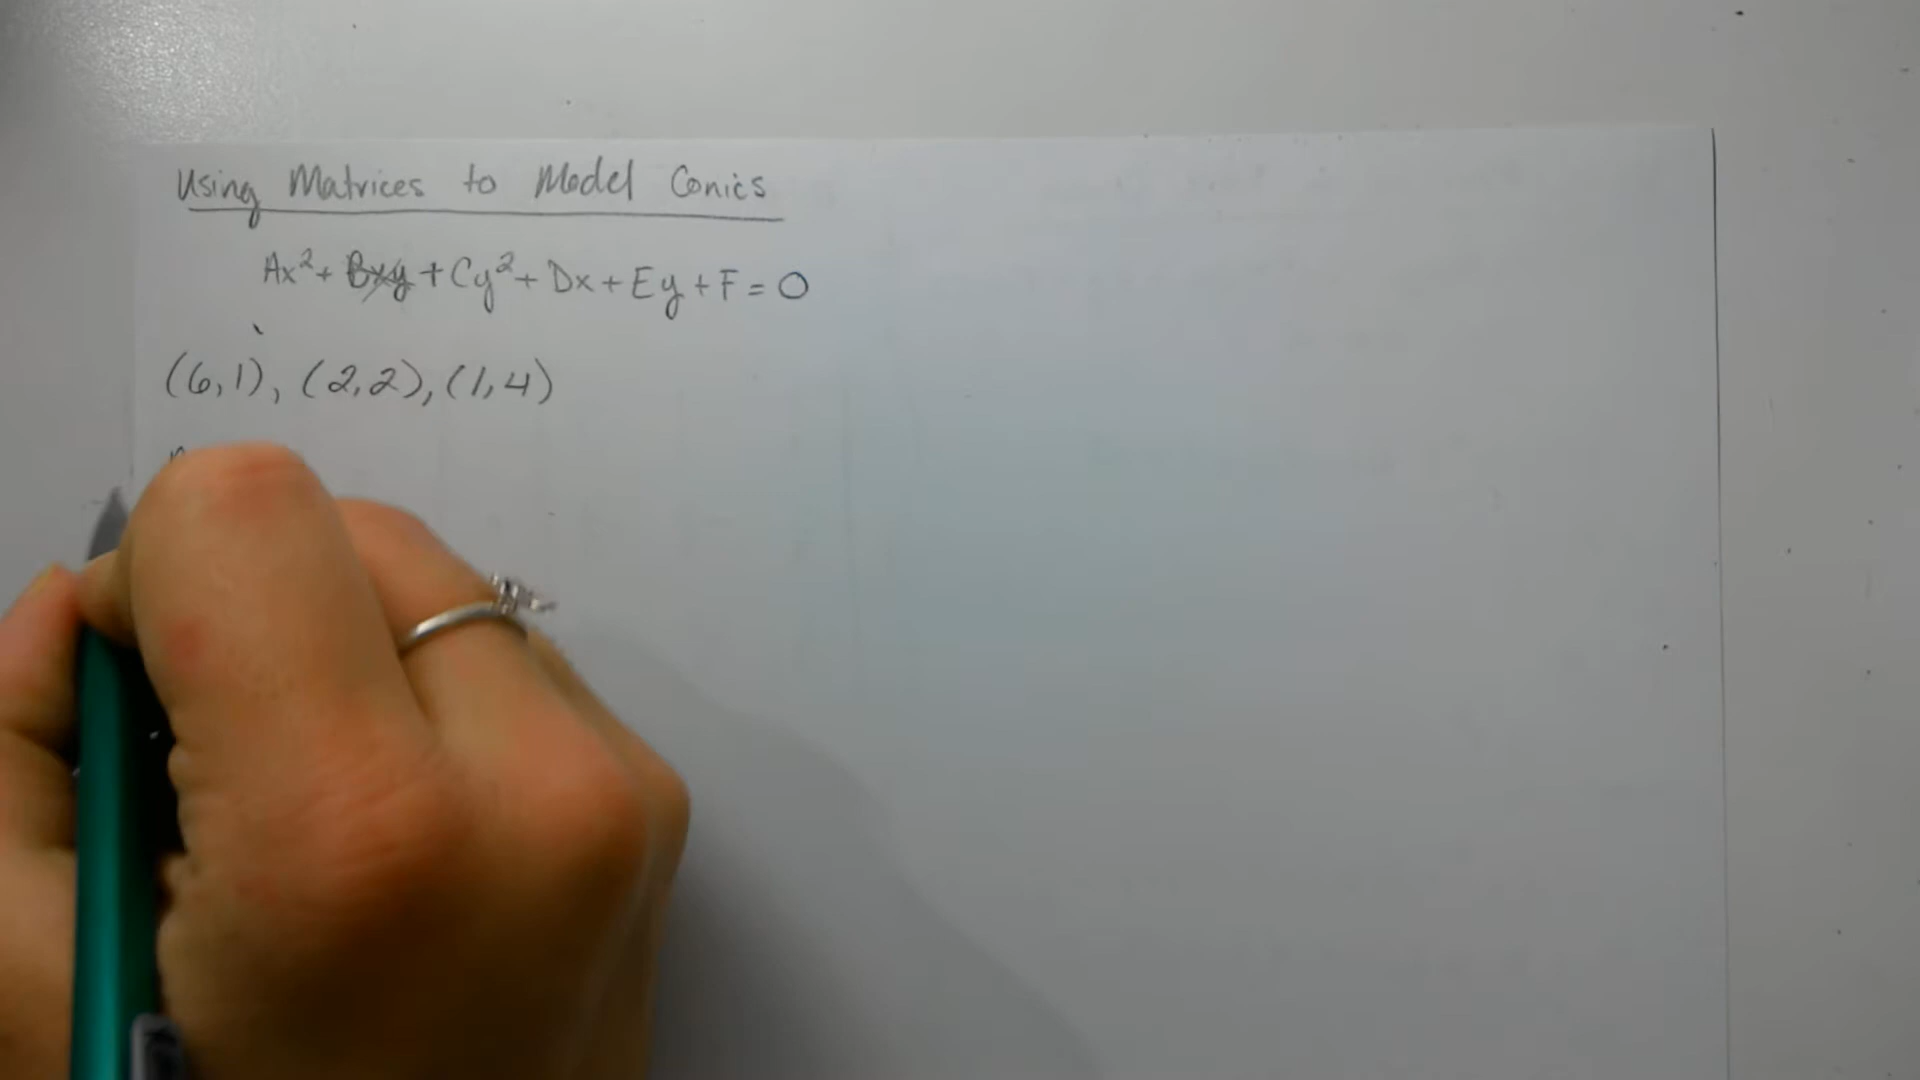 Using Matrices to Model Conics
Ax² + Bxy + Cy² + Dx + Ey + F = 0
(6,1), (2,2), (1,4)